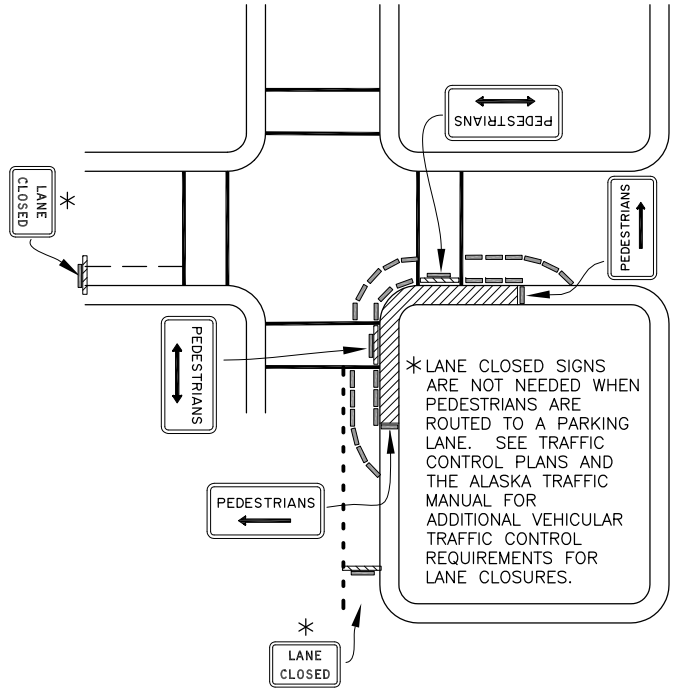 PEDESTRIANS
LANE
CLOSED
*
PEDESTRIANS
PEDESTRIANS
* LANE CLOSED SIGNS
ARE NOT NEEDED WHEN
PEDESTRIANS ARE
ROUTED TO A PARKING
LANE. SEE TRAFFIC
CONTROL PLANS AND
THE ALASKA TRAFFIC
MANUAL FOR
ADDITIONAL VEHICULAR
TRAFFIC CONTROL
REQUIREMENTS FOR
LANE CLOSURES.
PEDESTRIANS
*
LANE
CLOSED